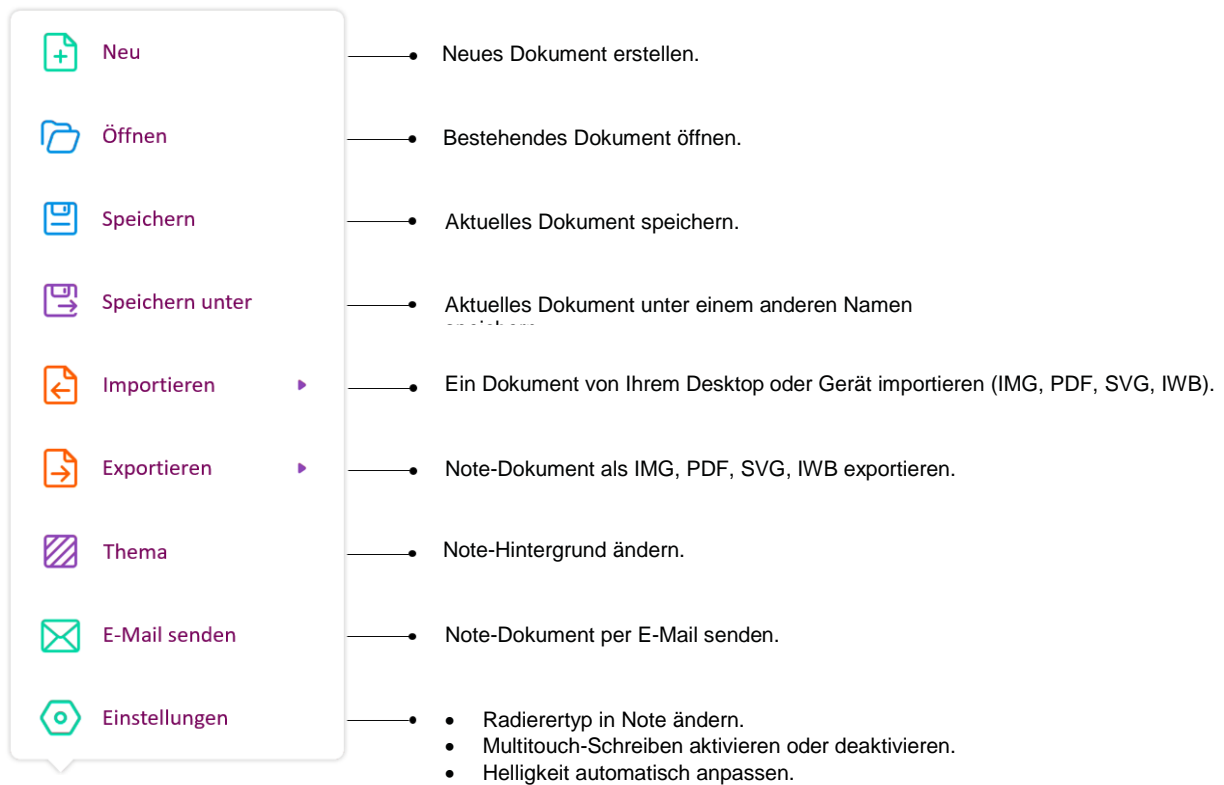 Neu
Neues Dokument erstellen.
Öffnen
Bestehendes Dokument öffnen.
Speichern
Aktuelles Dokument speichern.
Speichern unter
Aktuelles Dokument unter einem anderen Namen
Importieren
Ein Dokument von Ihrem Desktop oder Gerät importieren (IMG, PDF, SVG, IWB).
Exportieren
Note-Dokument als IMG, PDF, SVG, IWB exportieren.
Thema
Note-Hintergrund ändern.
E-Mail senden
Note-Dokument per E-Mail senden.
Einstellungen
• Radierertyp in Note ändern.
• Multitouch-Schreiben aktivieren oder deaktivieren.
• Helligkeit automatisch anpassen.